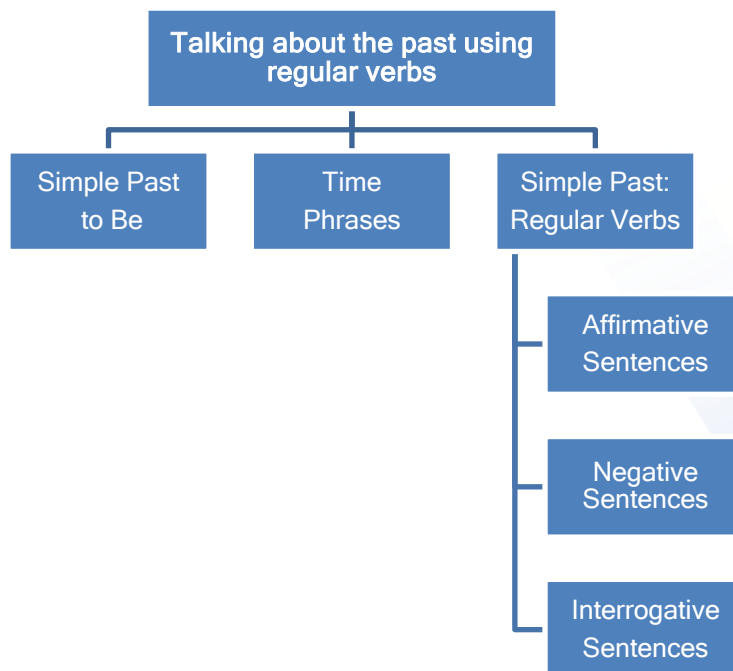 Talking about the past using
regular verbs
Simple Past
to Be
Time
Phrases
Simple Past:
Regular Verbs
Affirmative
Sentences
Negative
Sentences
Interrogative
Sentences